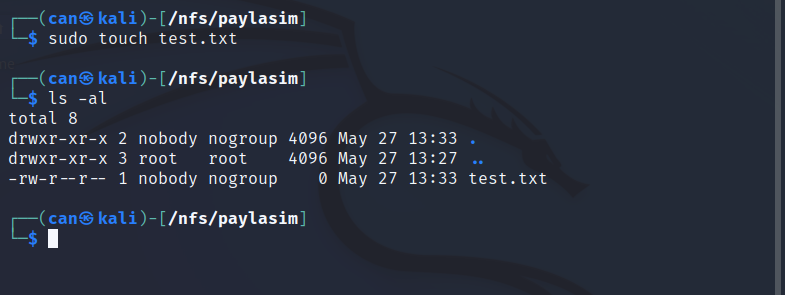 ┌──(can㉿kali)-[/nfs/paylasim]
└─$ sudo touch test.txt
┌──(can㉿kali)-[/nfs/paylasim]
└─$ ls -al
total 8
drwxr-xr-x 2 nobody nogroup 4096 May 27 13:33 .
drwxr-xr-x 3 root   root    4096 May 27 13:27 ..
-rw-r--r-- 1 nobody nogroup    0 May 27 13:33 test.txt
┌──(can㉿kali)-[/nfs/paylasim]
└─$